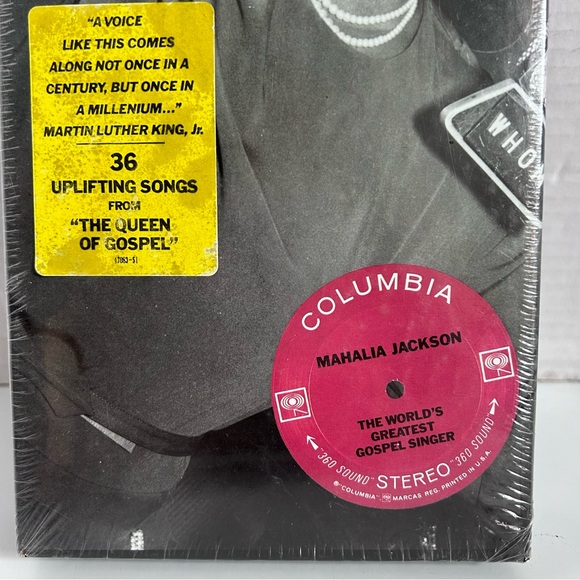 "A VOICE
LIKE THIS COMES
ALONG NOT ONCE IN A
CENTURY, BUT ONCE IN
A MILLENIUM..."
MARTIN LUTHER KING, Jr.
36
UPLIFTING SONGS
FROM
"THE QUEEN
OF GOSPEL"
(7083-S)
WHO
COLUMBIA
MAHALIA JACKSON
THE WORLD'S
GREATEST
GOSPEL SINGER
"360 SOUND" STEREO "360 SOUND"
® "COLUMBIA" MARCAS REG. PRINTED IN U.S.A.